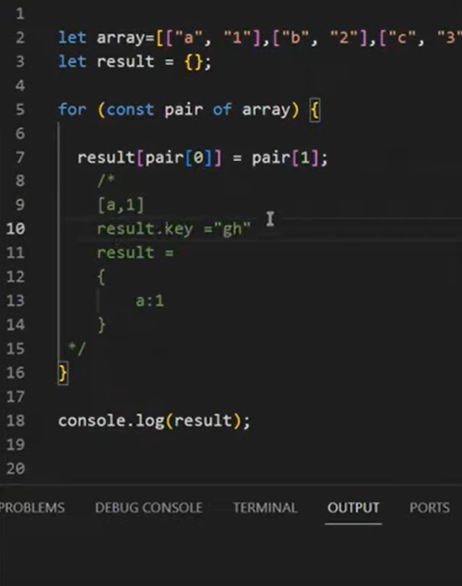 1
2 let array=[["a", "1"],["b", "2"],["c", "3"
3 let result = {};
4
5 for (const pair of array) {
6
7 result[pair[0]] = pair[1];
8 /*
9 [a,1]
10 result.key ="gh"
11 result =
12 {
13 a:1
14 }
15 */
16 }
17
18 console.log(result);
19
20
PROBLEMS DEBUG CONSOLE TERMINAL OUTPUT PORTS